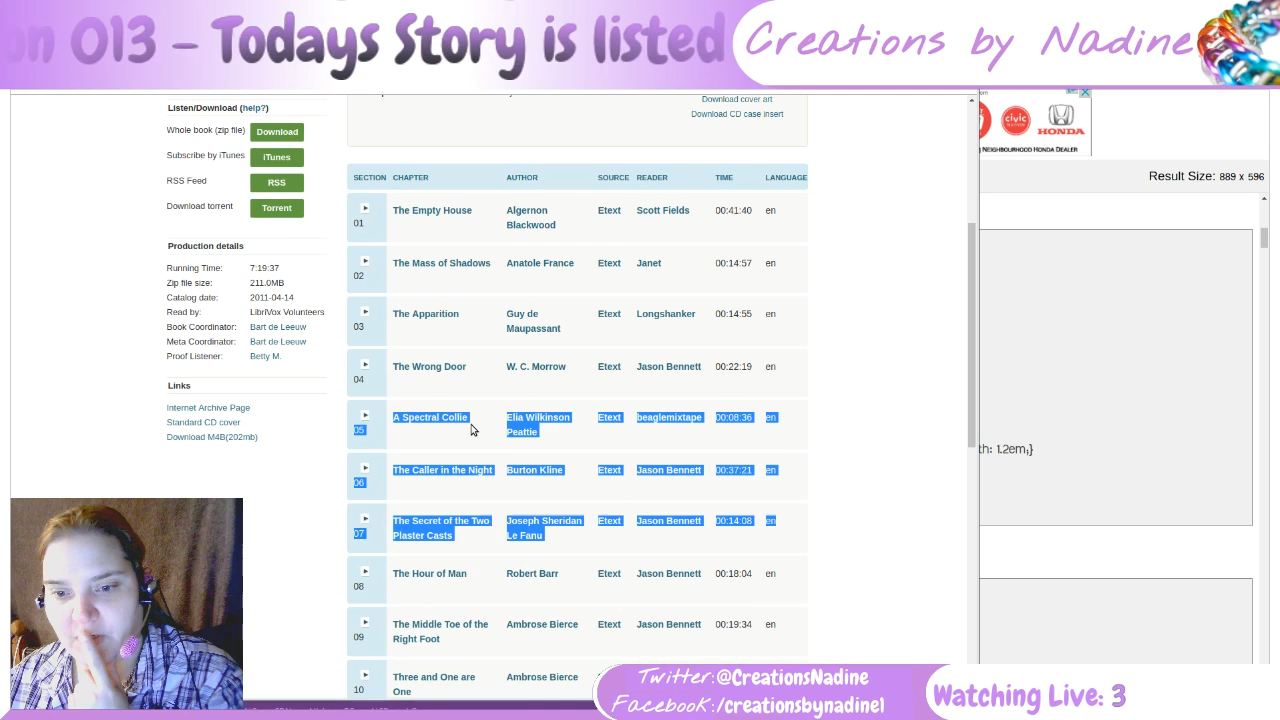 on 013 – Todays Story is listed
Creations by Nadine
Listen/Download (help?)
Whole book (zip file) Download
Subscribe by iTunes iTunes
RSS Feed RSS
Download torrent Torrent
Production details
Running Time: 7:19:37
Zip file size: 211.0MB
Catalog date: 2011-04-14
Read by: LibriVox Volunteers
Book Coordinator: Bart de Leeuw
Meta Coordinator: Bart de Leeuw
Proof Listener: Betty M.
Links
Internet Archive Page
Standard CD cover
Download M4B(202mb)
Download cover art
Download CD case insert
SECTION CHAPTER AUTHOR SOURCE READER TIME LANGUAGE
01 The Empty House Algernon Etext Scott Fields 00:41:40 en
Blackwood
02 The Mass of Shadows Anatole France Etext Janet 00:14:57 en
03 The Apparition Guy de Etext Longshanker 00:14:55 en
Maupassant
04 The Wrong Door W. C. Morrow Etext Jason Bennett 00:22:19 en
05 A Spectral Collie Elia Wilkinson Etext beaglemixtape 00:08:36 en
Peattie
06 The Caller in the Night Burton Kline Etext Jason Bennett 00:37:21 en
07 The Secret of the Two Joseph Sheridan Etext Jason Bennett 00:14:08 en
Plaster Casts Le Fanu
08 The Hour of Man Robert Barr Etext Jason Bennett 00:18:04 en
09 The Middle Toe of the Ambrose Bierce Etext Jason Bennett 00:19:34 en
Right Foot
10 Three and One are Ambrose Bierce
One
civic
HONDA
NEIGHBOURHOOD HONDA DEALER
Result Size: 889 x 596
th: 1.2em;}
Twitter:@CreationsNadine
Facebook:/creationsbynadine1
Watching Live: 3